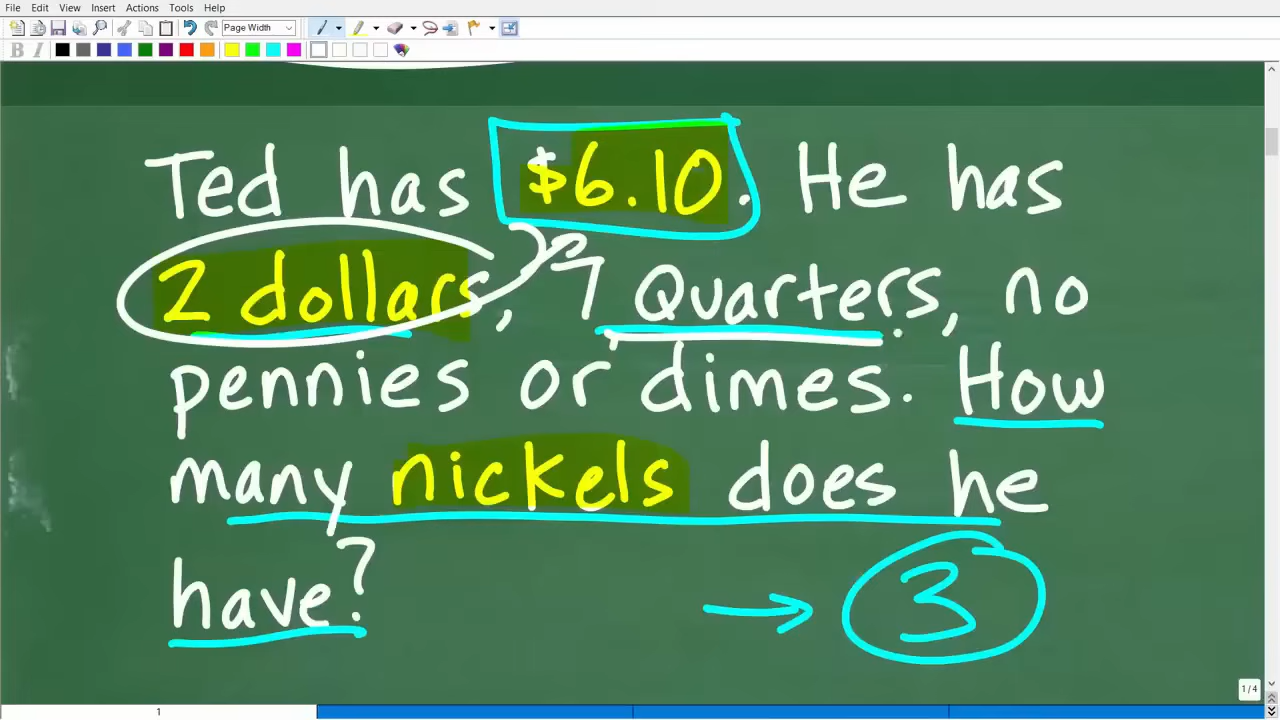 File Edit View Insert Actions Tools Help
Page Width
B I
Ted has $6.10. He has
2 dollars, 7 Quarters, no
pennies or dimes. How
many nickels does he
have?
→ 3
1/4
1